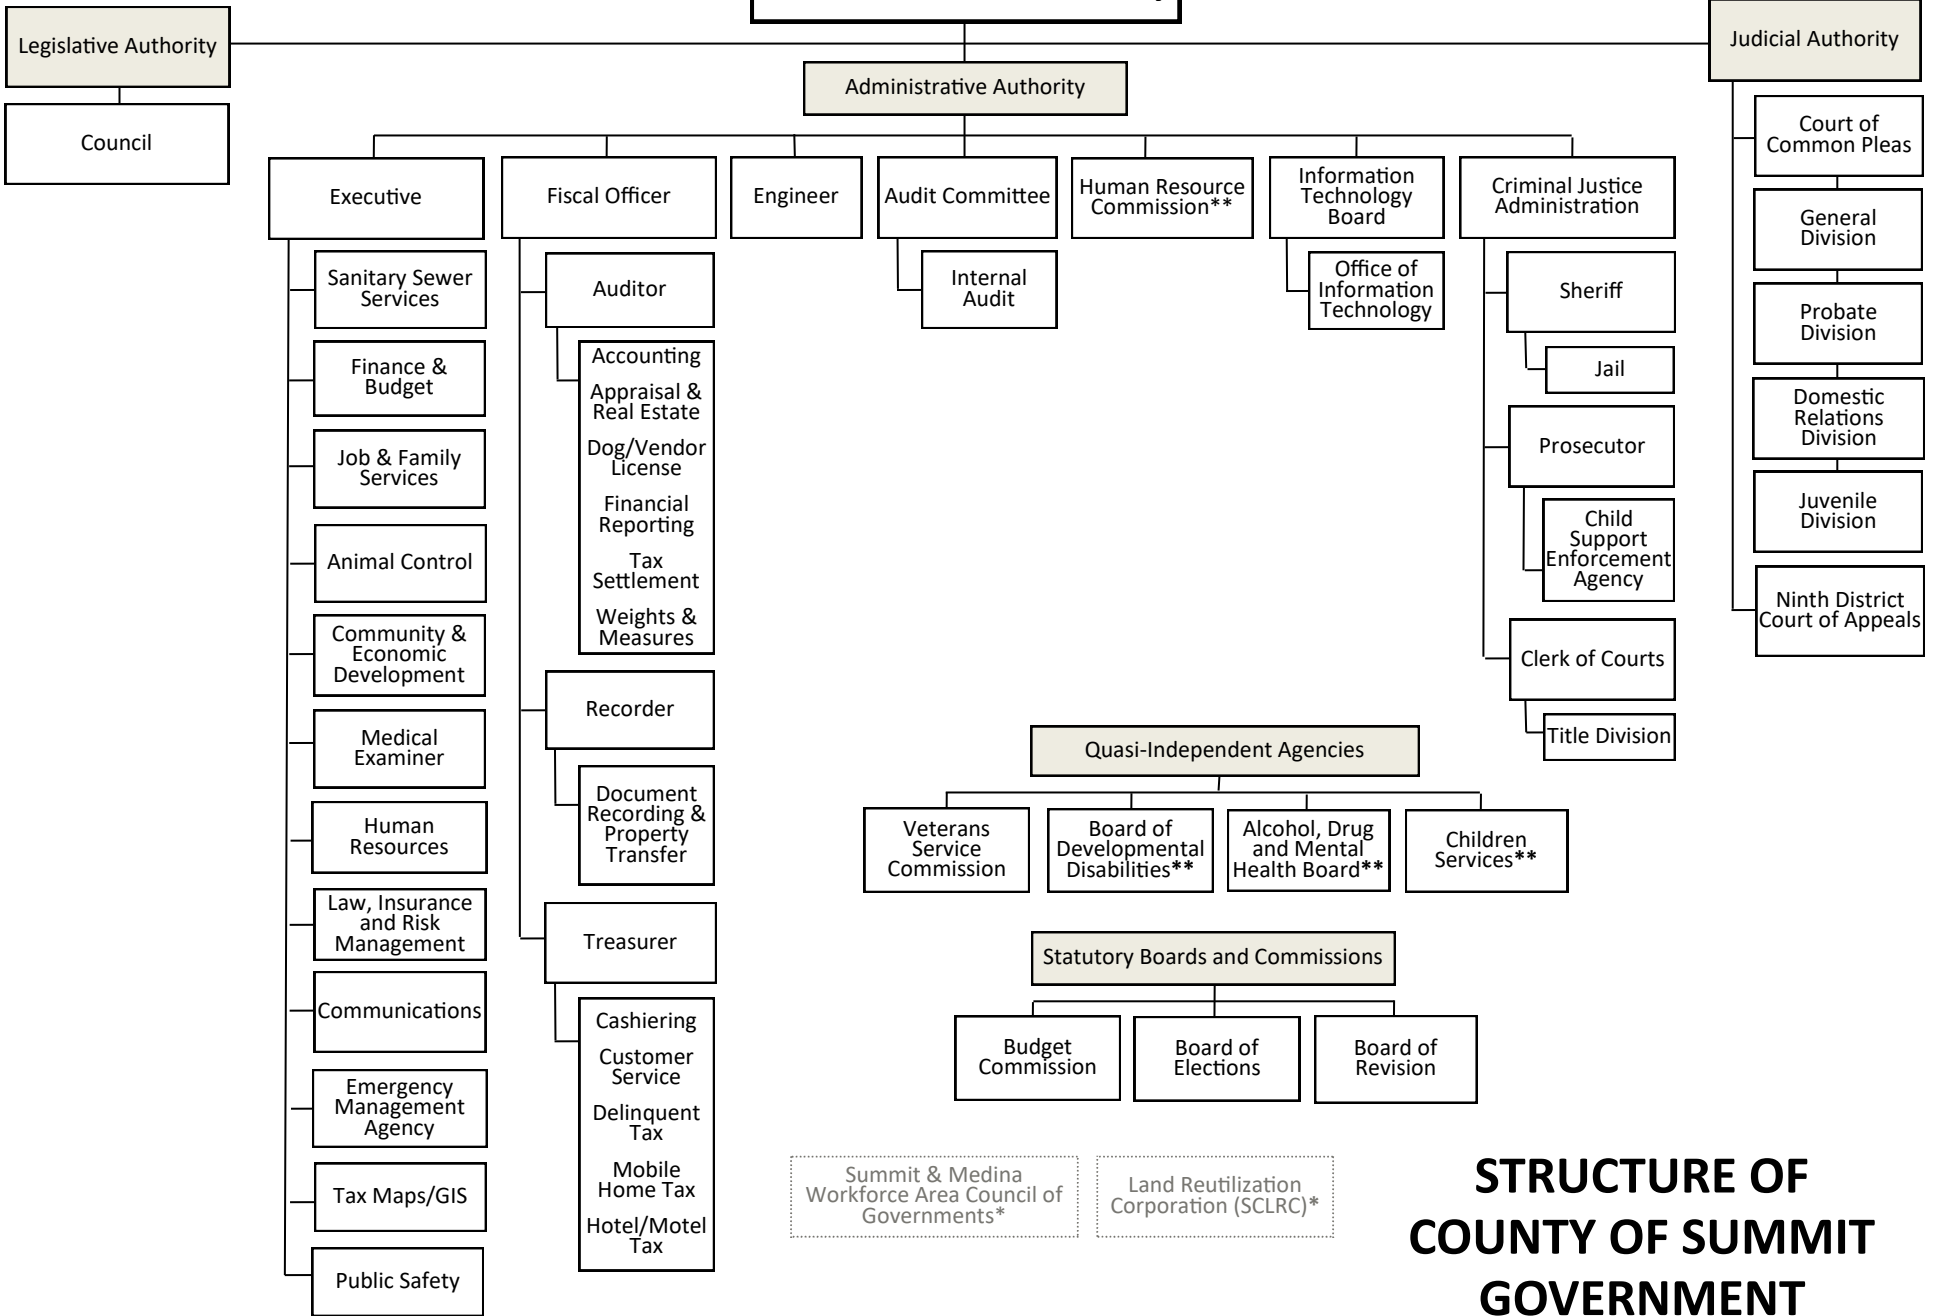 Legislative Authority
Judicial Authority
Administrative Authority
Council
Court of
Common Pleas
General
Division
Probate
Division
Domestic
Relations
Division
Juvenile
Division
Ninth District
Court of Appeals
Executive
Sanitary Sewer
Services
Finance &
Budget
Job & Family
Services
Animal Control
Community &
Economic
Development
Medical
Examiner
Human
Resources
Law, Insurance
and Risk
Management
Communications
Emergency
Management
Agency
Tax Maps/GIS
Public Safety
Fiscal Officer
Auditor
Accounting
Appraisal &
Real Estate
Dog/Vendor
License
Financial
Reporting
Tax
Settlement
Weights &
Measures
Recorder
Document
Recording &
Property
Transfer
Treasurer
Cashiering
Customer
Service
Delinquent
Tax
Mobile
Home Tax
Hotel/Motel
Tax
Engineer
Audit Committee
Internal
Audit
Human Resource
Commission**
Information
Technology
Board
Office of
Information
Technology
Criminal Justice
Administration
Sheriff
Jail
Prosecutor
Child
Support
Enforcement
Agency
Clerk of Courts
Title Division
Quasi-Independent Agencies
Veterans
Service
Commission
Board of
Developmental
Disabilities**
Alcohol, Drug
and Mental
Health Board**
Children
Services**
Statutory Boards and Commissions
Budget
Commission
Board of
Elections
Board of
Revision
Summit & Medina
Workforce Area Council of
Governments*
Land Reutilization
Corporation (SCLRC)*
STRUCTURE OF
COUNTY OF SUMMIT
GOVERNMENT